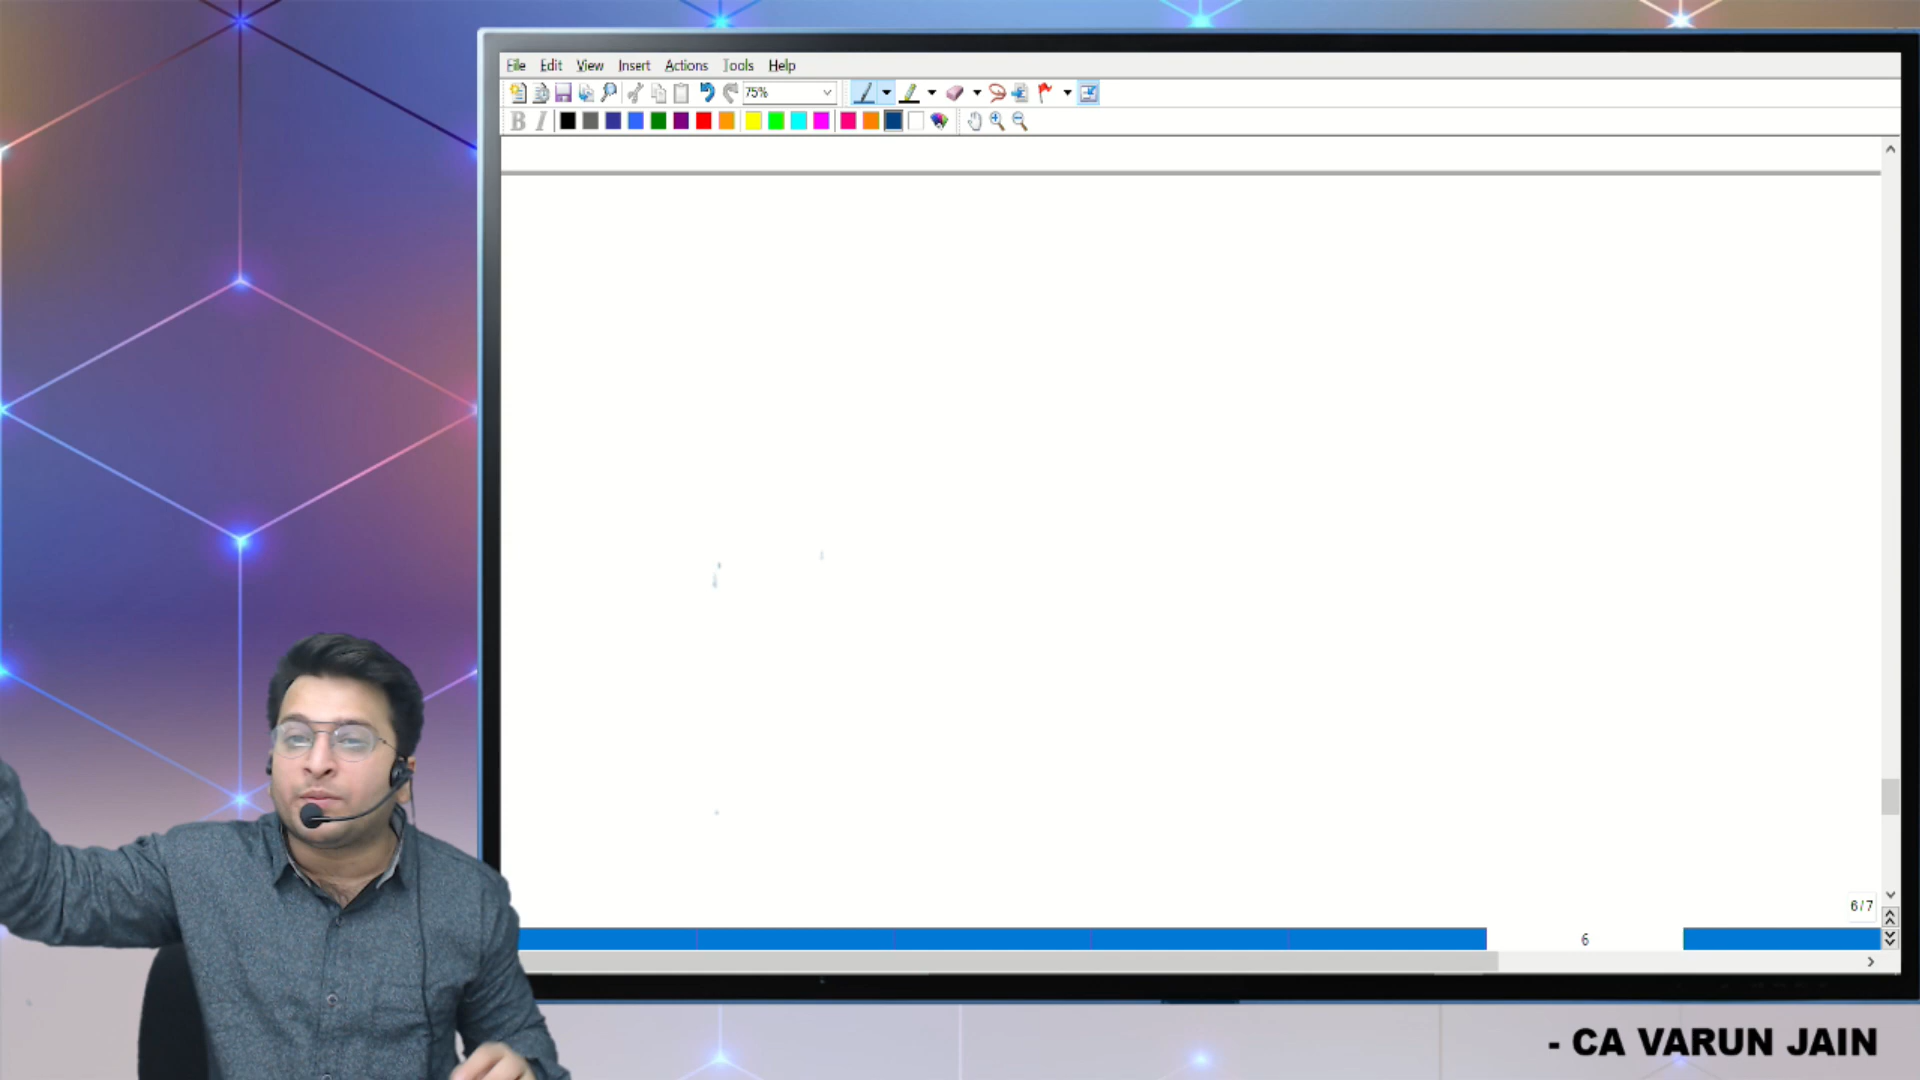 File Edit View Insert Actions Tools Help
75%
B I
6/7
6
- CA VARUN JAIN